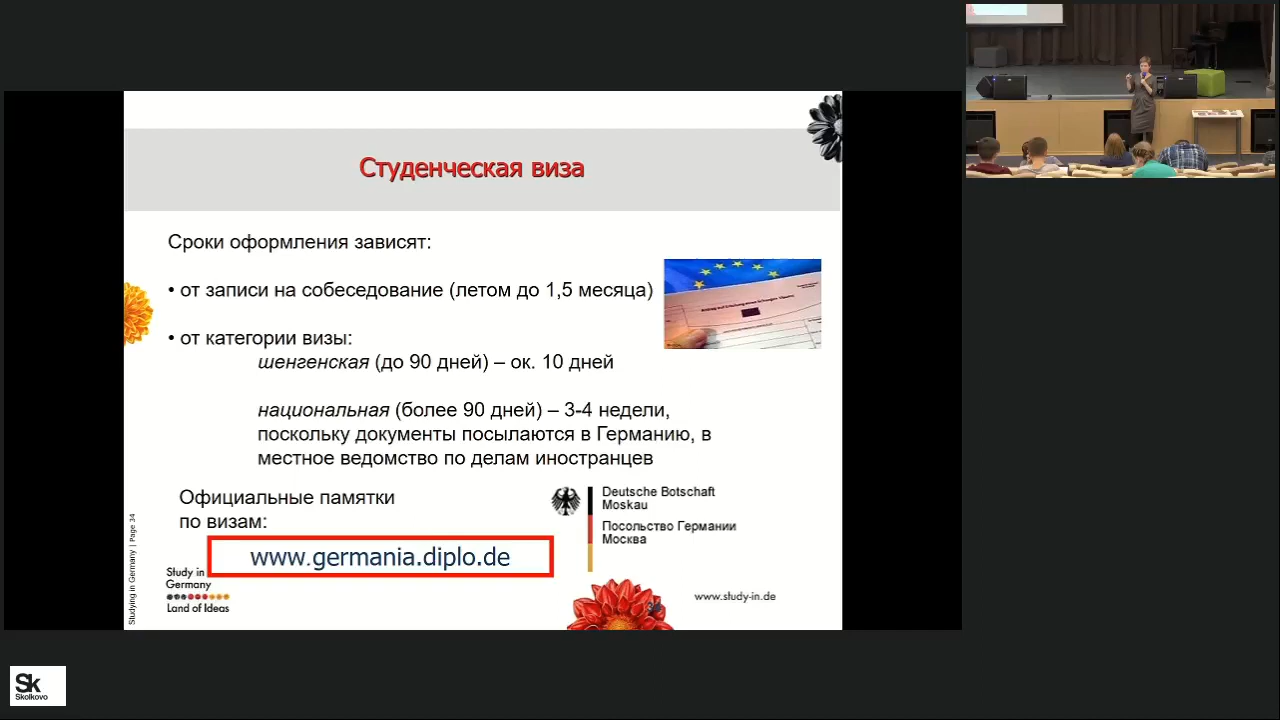 Студенческая виза
Сроки оформления зависят:
• от записи на собеседование (летом до 1,5 месяца)
• от категории визы:
шенгенская (до 90 дней) – ок. 10 дней
национальная (более 90 дней) – 3-4 недели,
поскольку документы посылаются в Германию, в
местное ведомство по делам иностранцев
Официальные памятки
по визам:
www.germania.diplo.de
Deutsche Botschaft
Moskau
Посольство Германии
Москва
Studying in Germany | Page 34
Study in
Germany
Land of Ideas
www.study-in.de
Sk
Skolkovo